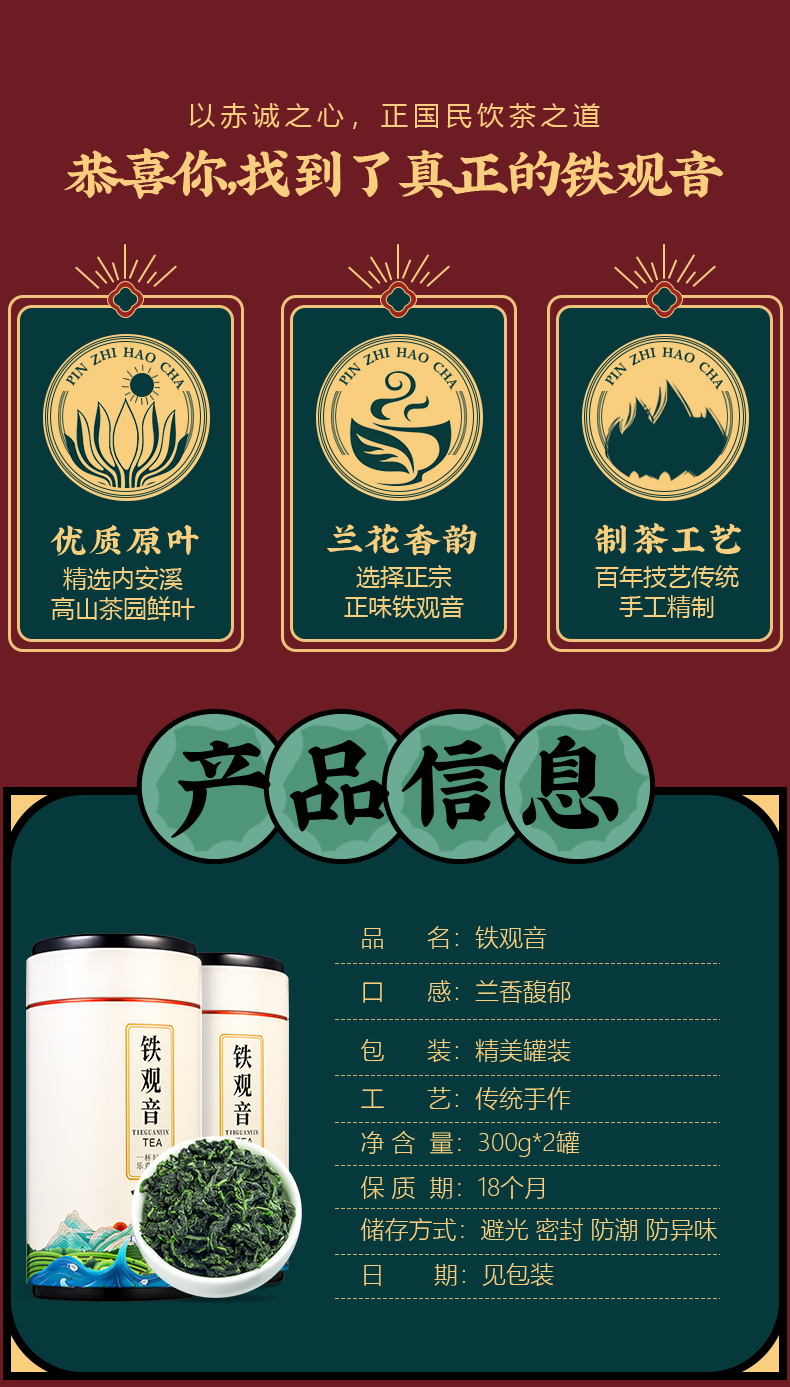 以赤诚之心，正国民饮茶之道
恭喜你,找到了真正的铁观音
PIN ZHI HAO CHA
优质原叶
精选内安溪
高山茶园鲜叶
PIN ZHI HAO CHA
兰花香韵
选择正宗
正味铁观音
PIN ZHI HAO CHA
制茶工艺
百年技艺传统
手工精制
产品信息
品 名：铁观音
口 感：兰香馥郁
包 装：精美罐装
工 艺：传统手作
净 含 量：300g*2罐
保 质 期：18个月
储存方式：避光 密封 防潮 防异味
日 期：见包装
铁观音
TIEGUANYIN
TEA
一杯
铁观音
TIEGUANYIN